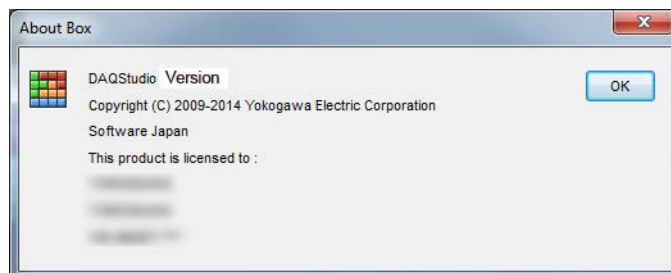 About Box
DAQStudio Version
OK
Copyright (C) 2009-2014 Yokogawa Electric Corporation
Software Japan
This product is licensed to :